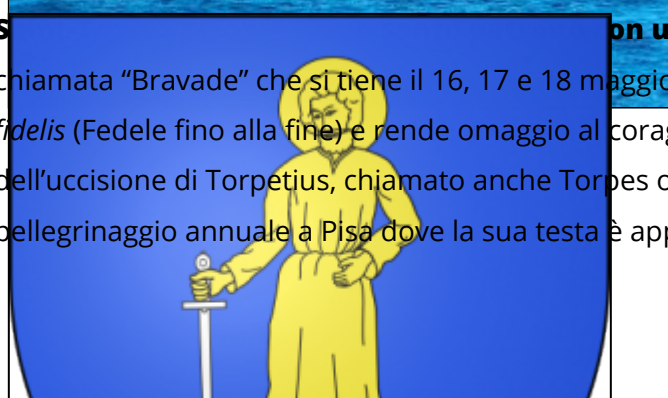 on u
chiamata “Bravade” che si tiene il 16, 17 e 18 maggio
fidelis (Fedele fino alla fine) e rende omaggio al corag
dell’uccisione di Torpetius, chiamato anche Torpes o
pellegrinaggio annuale a Pisa dove la sua testa è app